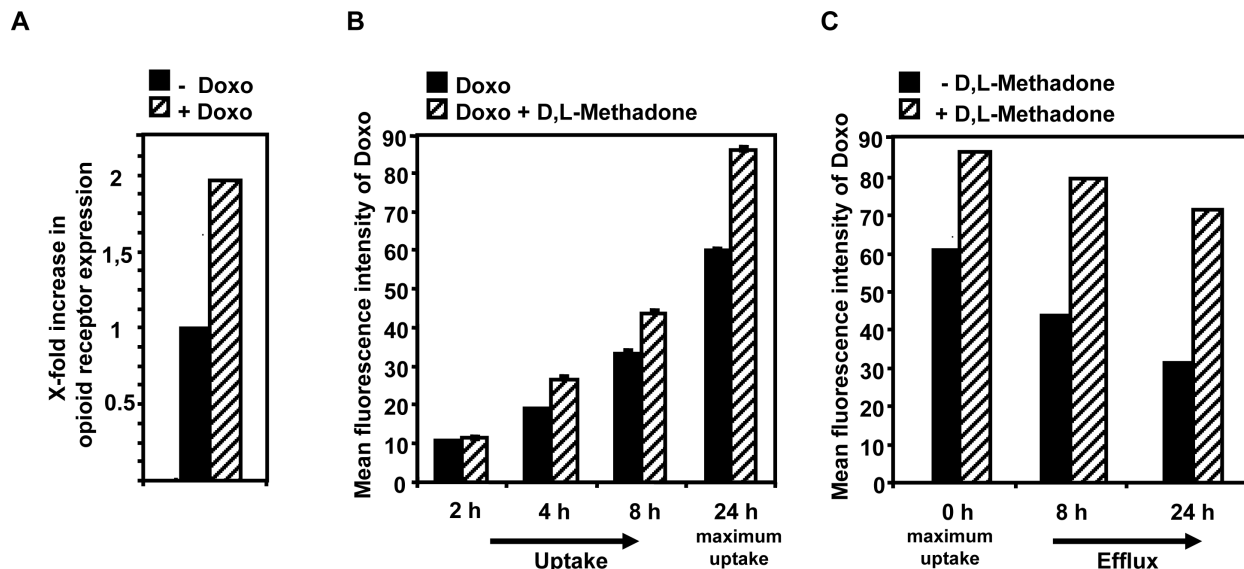 A
- Doxo
+ Doxo
X-fold increase in
opioid receptor expression
2
1,5
1
0.5
B
Doxo
Doxo + D,L-Methadone
Mean fluorescence intensity of Doxo
90
80
70
60
50
40
30
20
10
0
2 h 4 h 8 h 24 h
maximum
uptake
Uptake
C
- D,L-Methadone
+ D,L-Methadone
Mean fluorescence intensity of Doxo
90
80
70
60
50
40
30
20
10
00
0 h 8 h 24 h
maximum
uptake
Efflux